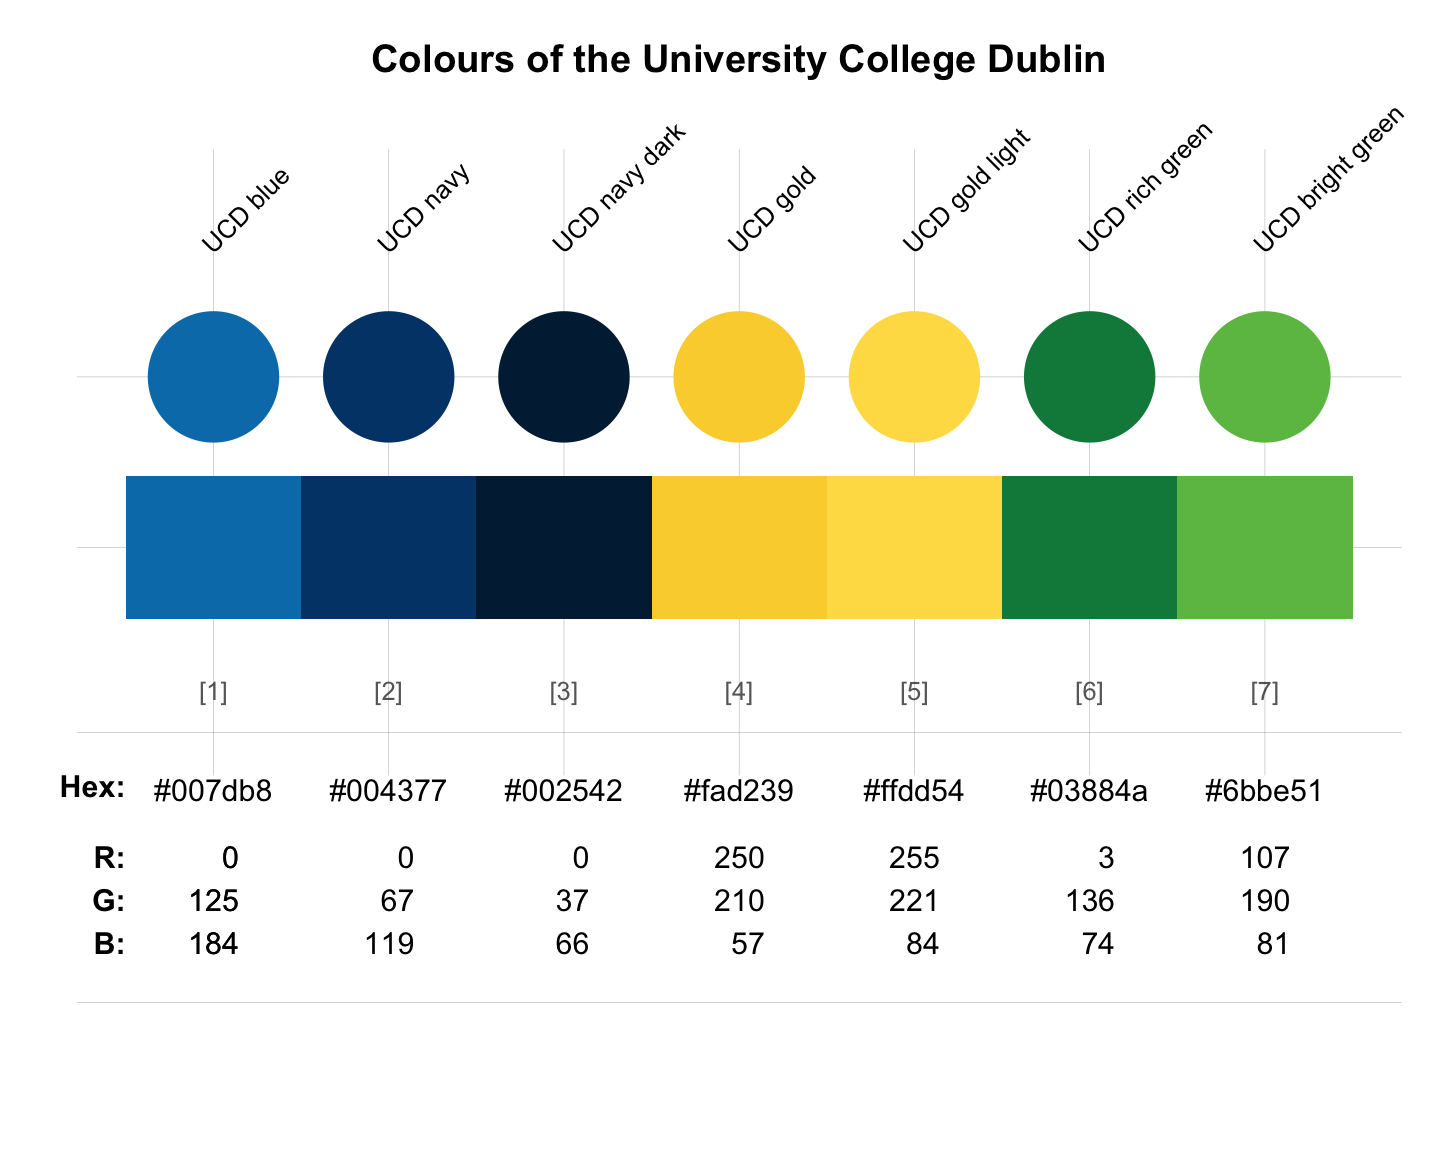 Colours of the University College Dublin
UCD blue
UCD navy
UCD navy dark
UCD gold
UCD gold light
UCD rich green
UCD bright green
[1] [2] [3] [4] [5] [6] [7]
Hex: #007db8 #004377 #002542 #fad239 #ffdd54 #03884a #6bbe51
R: 0 0 0 250 255 3 107
G: 125 67 37 210 221 136 190
B: 184 119 66 57 84 74 81